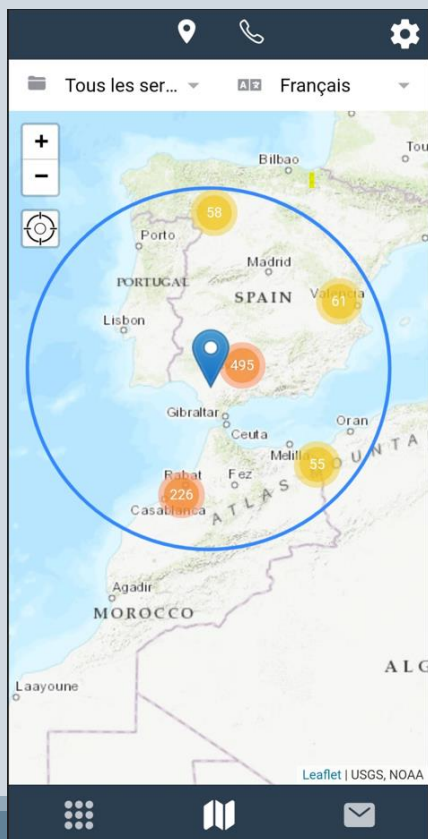 Tous les ser...
Français
+
Tou
Bilbao
−
58
Porto
Madrid
PORTUGAL
SPAIN
Valencia
61
Lisbon
495
Gibraltar
Ceuta
Oran
Melilla
55
Rabat
Fez
226
Casablanca
ATLAS MOUNTA
Agadir
MOROCCO
ALG
Laayoune
Leaflet | USGS, NOAA